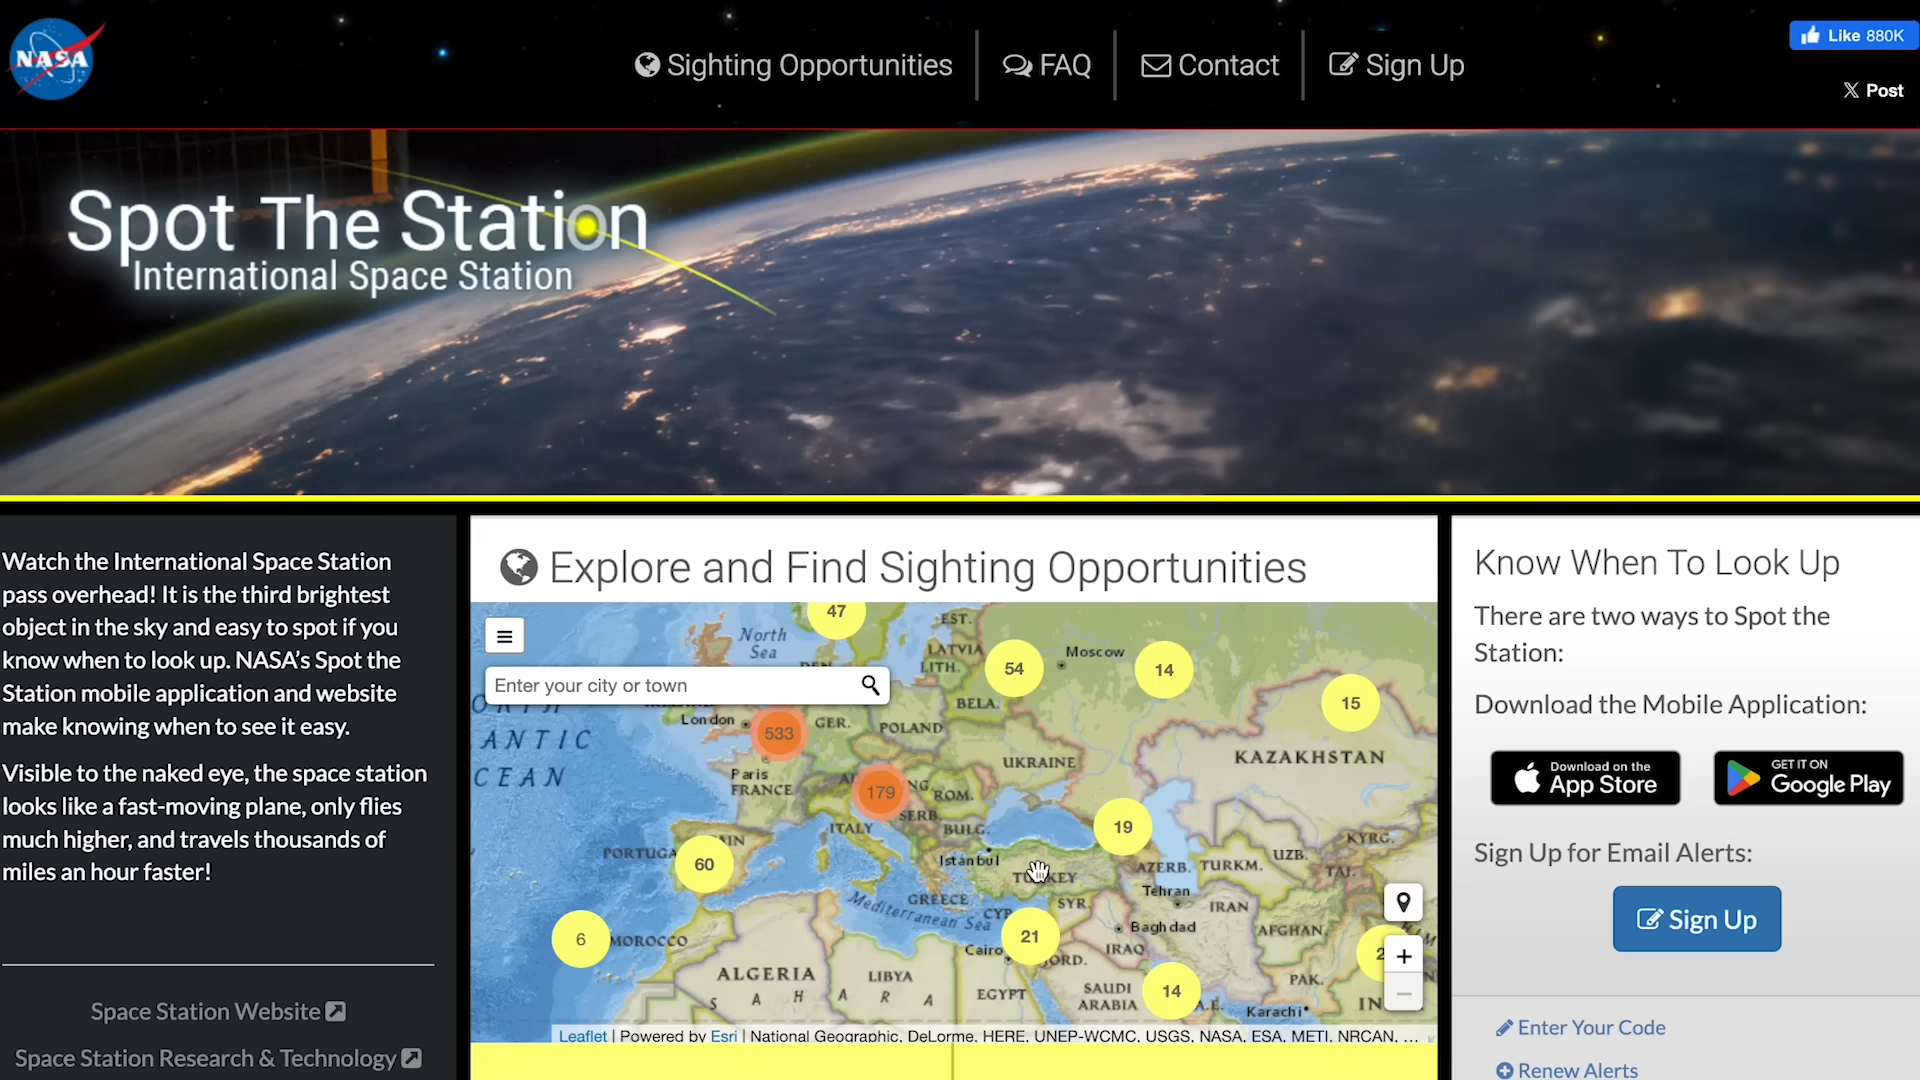 NASA
Sighting Opportunities
FAQ
Contact
Sign Up
Like 880K
Post
Spot The Station
International Space Station
Watch the International Space Station
pass overhead! It is the third brightest
object in the sky and easy to spot if you
know when to look up. NASA’s Spot the
Station mobile application and website
make knowing when to see it easy.
Visible to the naked eye, the space station
looks like a fast-moving plane, only flies
much higher, and travels thousands of
miles an hour faster!
Space Station Website
Space Station Research & Technology
Explore and Find Sighting Opportunities
47
North
Sea
EST.
LATVIA
LITH.
54
Moscow
14
15
Enter your city or town
BELA.
London
533
GER.
POLAND
ANTIC
CEAN
Paris
FRANCE
UKRAINE
KAZAKHSTAN
179
ROM.
SERB.
ITALY
BULG.
19
KYRG.
PORTUGA
60
Istanbul
AZERB.
TURKM.
UZB.
TAJ.
GREECE
Tehran
Mediterranean Sea
CYP
SYR.
IRAN
21
Baghdad
AFGHAN.
6
MOROCCO
Cairo
JORD.
IRAQ
PAK.
ALGERIA
LIBYA
EGYPT
SAUDI
ARABIA
14
S A H A R A
Karachi
IN
+
−
Leaflet | Powered by Esri | National Geographic, DeLorme, HERE, UNEP-WCMC, USGS, NASA, ESA, METI, NRCAN, ...
Know When To Look Up
There are two ways to Spot the
Station:
Download the Mobile Application:
Download on the
App Store
GET IT ON
Google Play
Sign Up for Email Alerts:
Sign Up
Enter Your Code
Renew Alerts